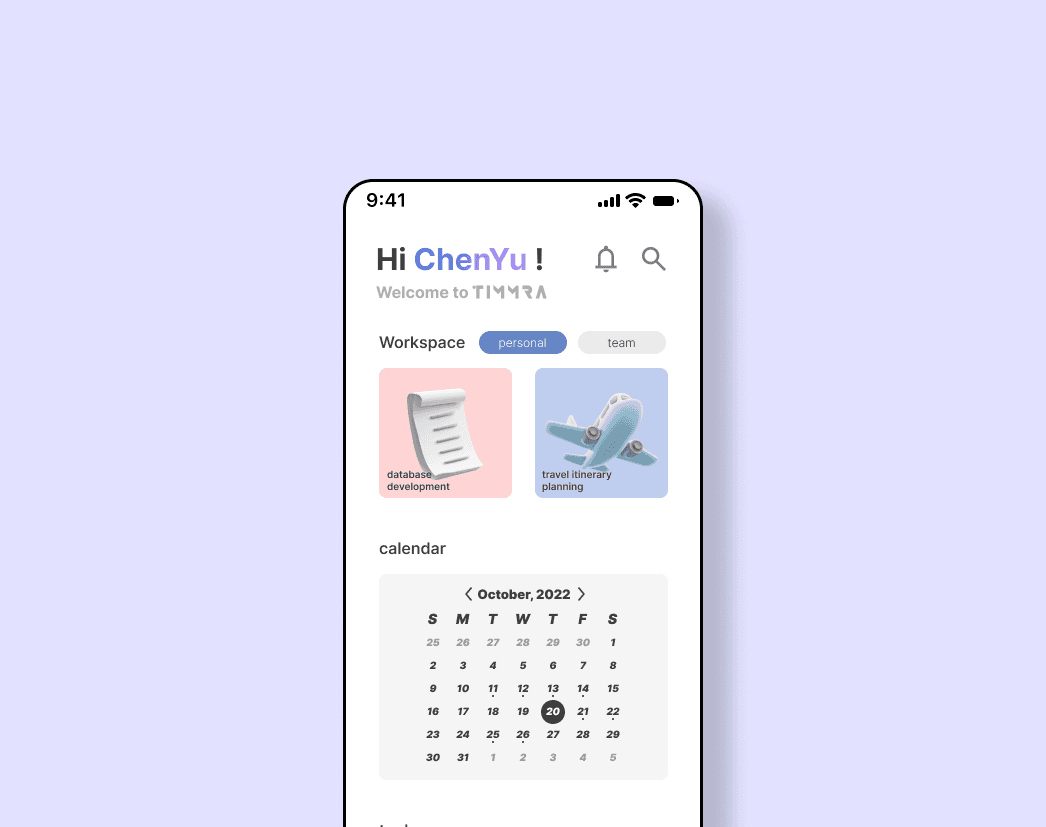 9:41
Hi ChenYu !
Welcome to TIMMRA
Workspace personal team
database
development
travel itinerary
planning
calendar
October, 2022
S M T W T F S
25 26 27 28 29 30 1
2 3 4 5 6 7 8
9 10 11 12 13 14 15
16 17 18 19 20 21 22
23 24 25 26 27 28 29
30 31 1 2 3 4 5